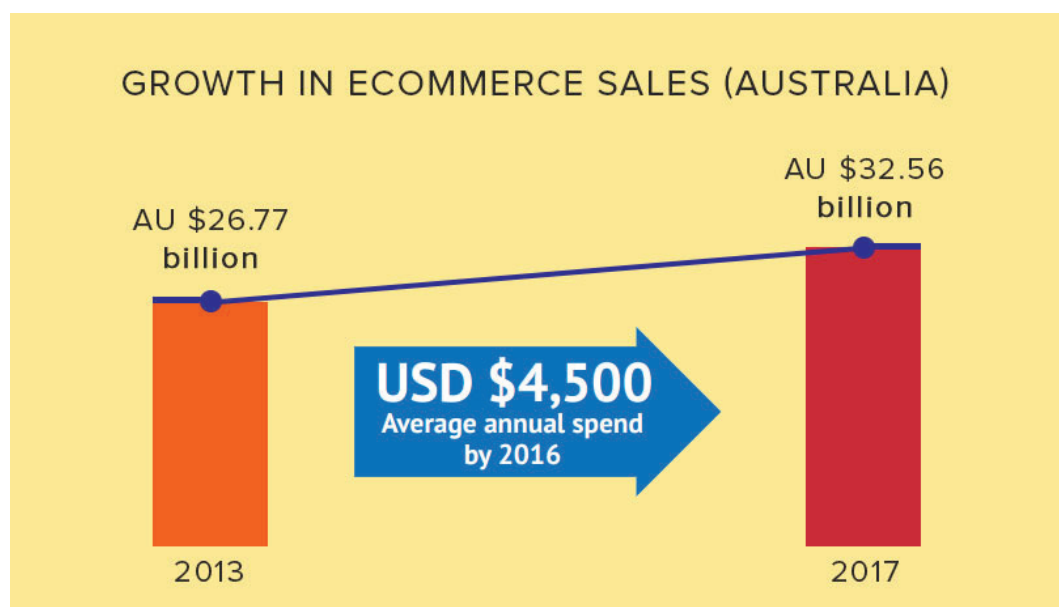 GROWTH IN ECOMMERCE SALES (AUSTRALIA)
AU $26.77
billion
AU $32.56
billion
USD $4,500
Average annual spend
by 2016
2013
2017